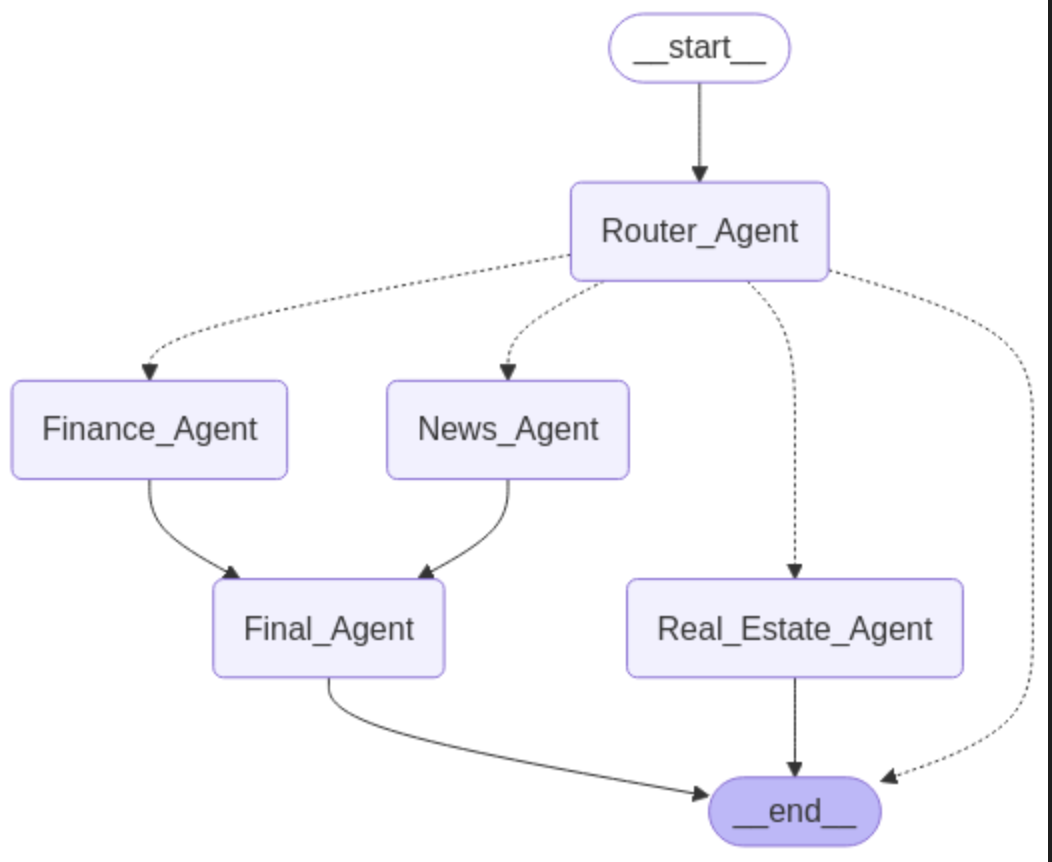 __start__
Router_Agent
Finance_Agent
News_Agent
Final_Agent
Real_Estate_Agent
__end__